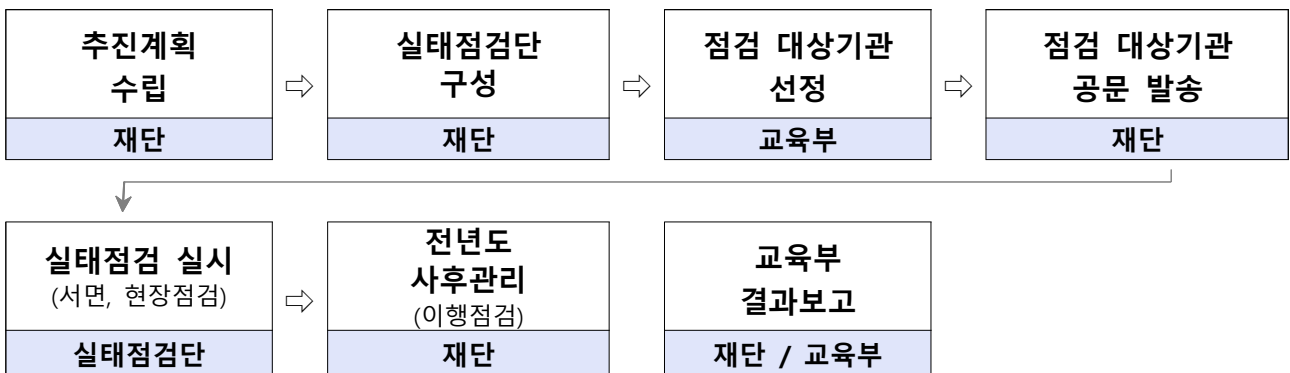 추진계획
수립
재단
⇨
실태점검단
구성
재단
⇨
점검 대상기관
선정
교육부
⇨
점검 대상기관
공문 발송
재단
실태점검 실시
(서면, 현장점검)
실태점검단
⇨
전년도
사후관리
(이행점검)
재단
교육부
결과보고
재단 / 교육부